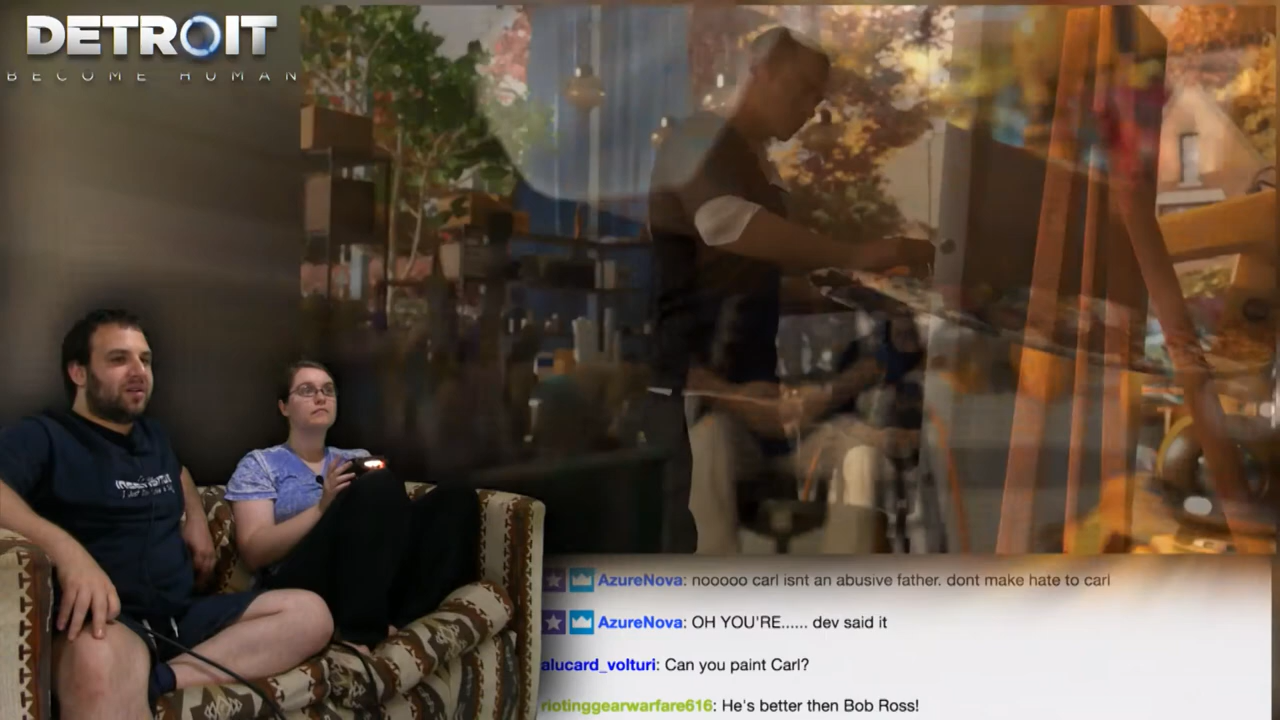 DETROIT
BECOME HUMAN
AzureNova: nooooo carl isnt an abusive father. dont make hate to carl
AzureNova: OH YOU'RE...... dev said it
alucard_volturi: Can you paint Carl?
riotinggearwarfare616: He's better then Bob Ross!